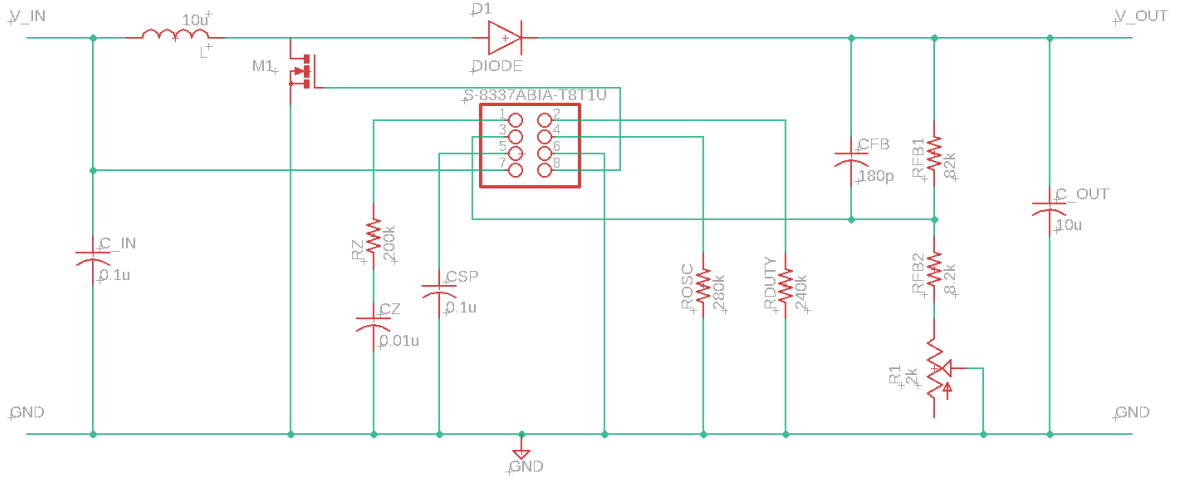 V_IN
10u
L
D1
DIODE
V_OUT
M1
S-8337ABIA-T8T1U
1
2
3
4
5
6
7
8
CFB
180p
RFB1
82k
C_OUT
10u
C_IN
0.1u
RZ
200k
CSP
0.1u
CZ
0.01u
ROSC
280k
RDUTY
240k
RFB2
8.2k
R1
2k
GND
GND
GND